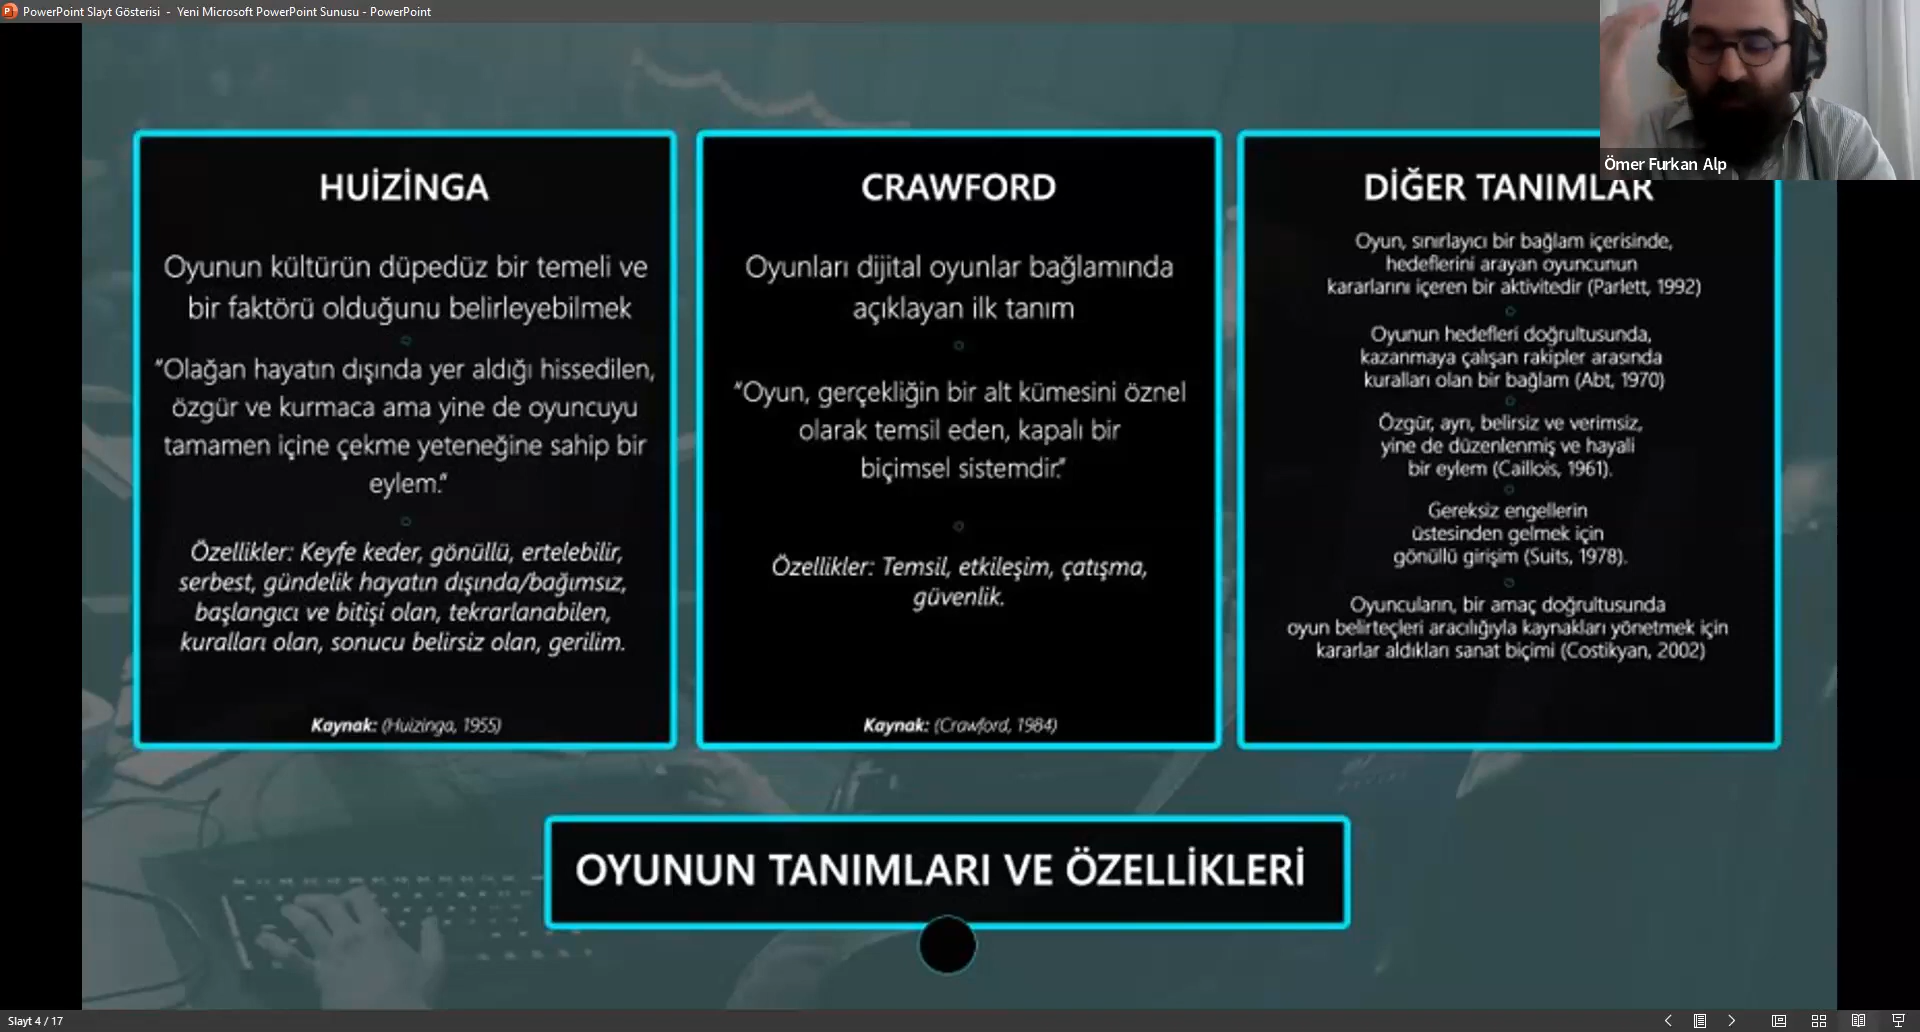 PowerPoint Slayt Gösterisi - Yeni Microsoft PowerPoint Sunusu - PowerPoint
Ömer Furkan Alp
HUİZİNGA
Oyunun kültürün düpedüz bir temeli ve
bir faktörü olduğunu belirleyebilmek
“Olağan hayatın dışında yer aldığı hissedilen,
özgür ve kurmaca ama yine de oyuncuyu
tamamen içine çekme yeteneğine sahip bir
eylem.”
Özellikler: Keyfe keder, gönüllü, ertelebilir,
serbest, gündelik hayatın dışında/bağımsız,
başlangıcı ve bitişi olan, tekrarlanabilen,
kuralları olan, sonucu belirsiz olan, gerilim.
Kaynak: (Huizinga, 1955)
CRAWFORD
Oyunları dijital oyunlar bağlamında
açıklayan ilk tanım
“Oyun, gerçekliğin bir alt kümesini öznel
olarak temsil eden, kapalı bir
biçimsel sistemdir.”
Özellikler: Temsil, etkileşim, çatışma,
güvenlik.
Kaynak: (Crawford, 1984)
DİĞER TANIMLAR
Oyun, sınırlayıcı bir bağlam içerisinde,
hedeflerini arayan oyuncunun
kararlarını içeren bir aktivitedir (Parlett, 1992)
Oyunun hedefleri doğrultusunda,
kazanmaya çalışan rakipler arasında
kuralları olan bir bağlam (Abt, 1970)
Özgür, ayrı, belirsiz ve verimsiz,
yine de düzenlenmiş ve hayali
bir eylem (Caillois, 1961).
Gereksiz engellerin
üstesinden gelmek için
gönüllü girişim (Suits, 1978).
Oyuncuların, bir amaç doğrultusunda
oyun belirteçleri aracılığıyla kaynakları yönetmek için
kararlar aldıkları sanat biçimi (Costikyan, 2002)
OYUNUN TANIMLARI VE ÖZELLİKLERİ
Slayt 4 / 17